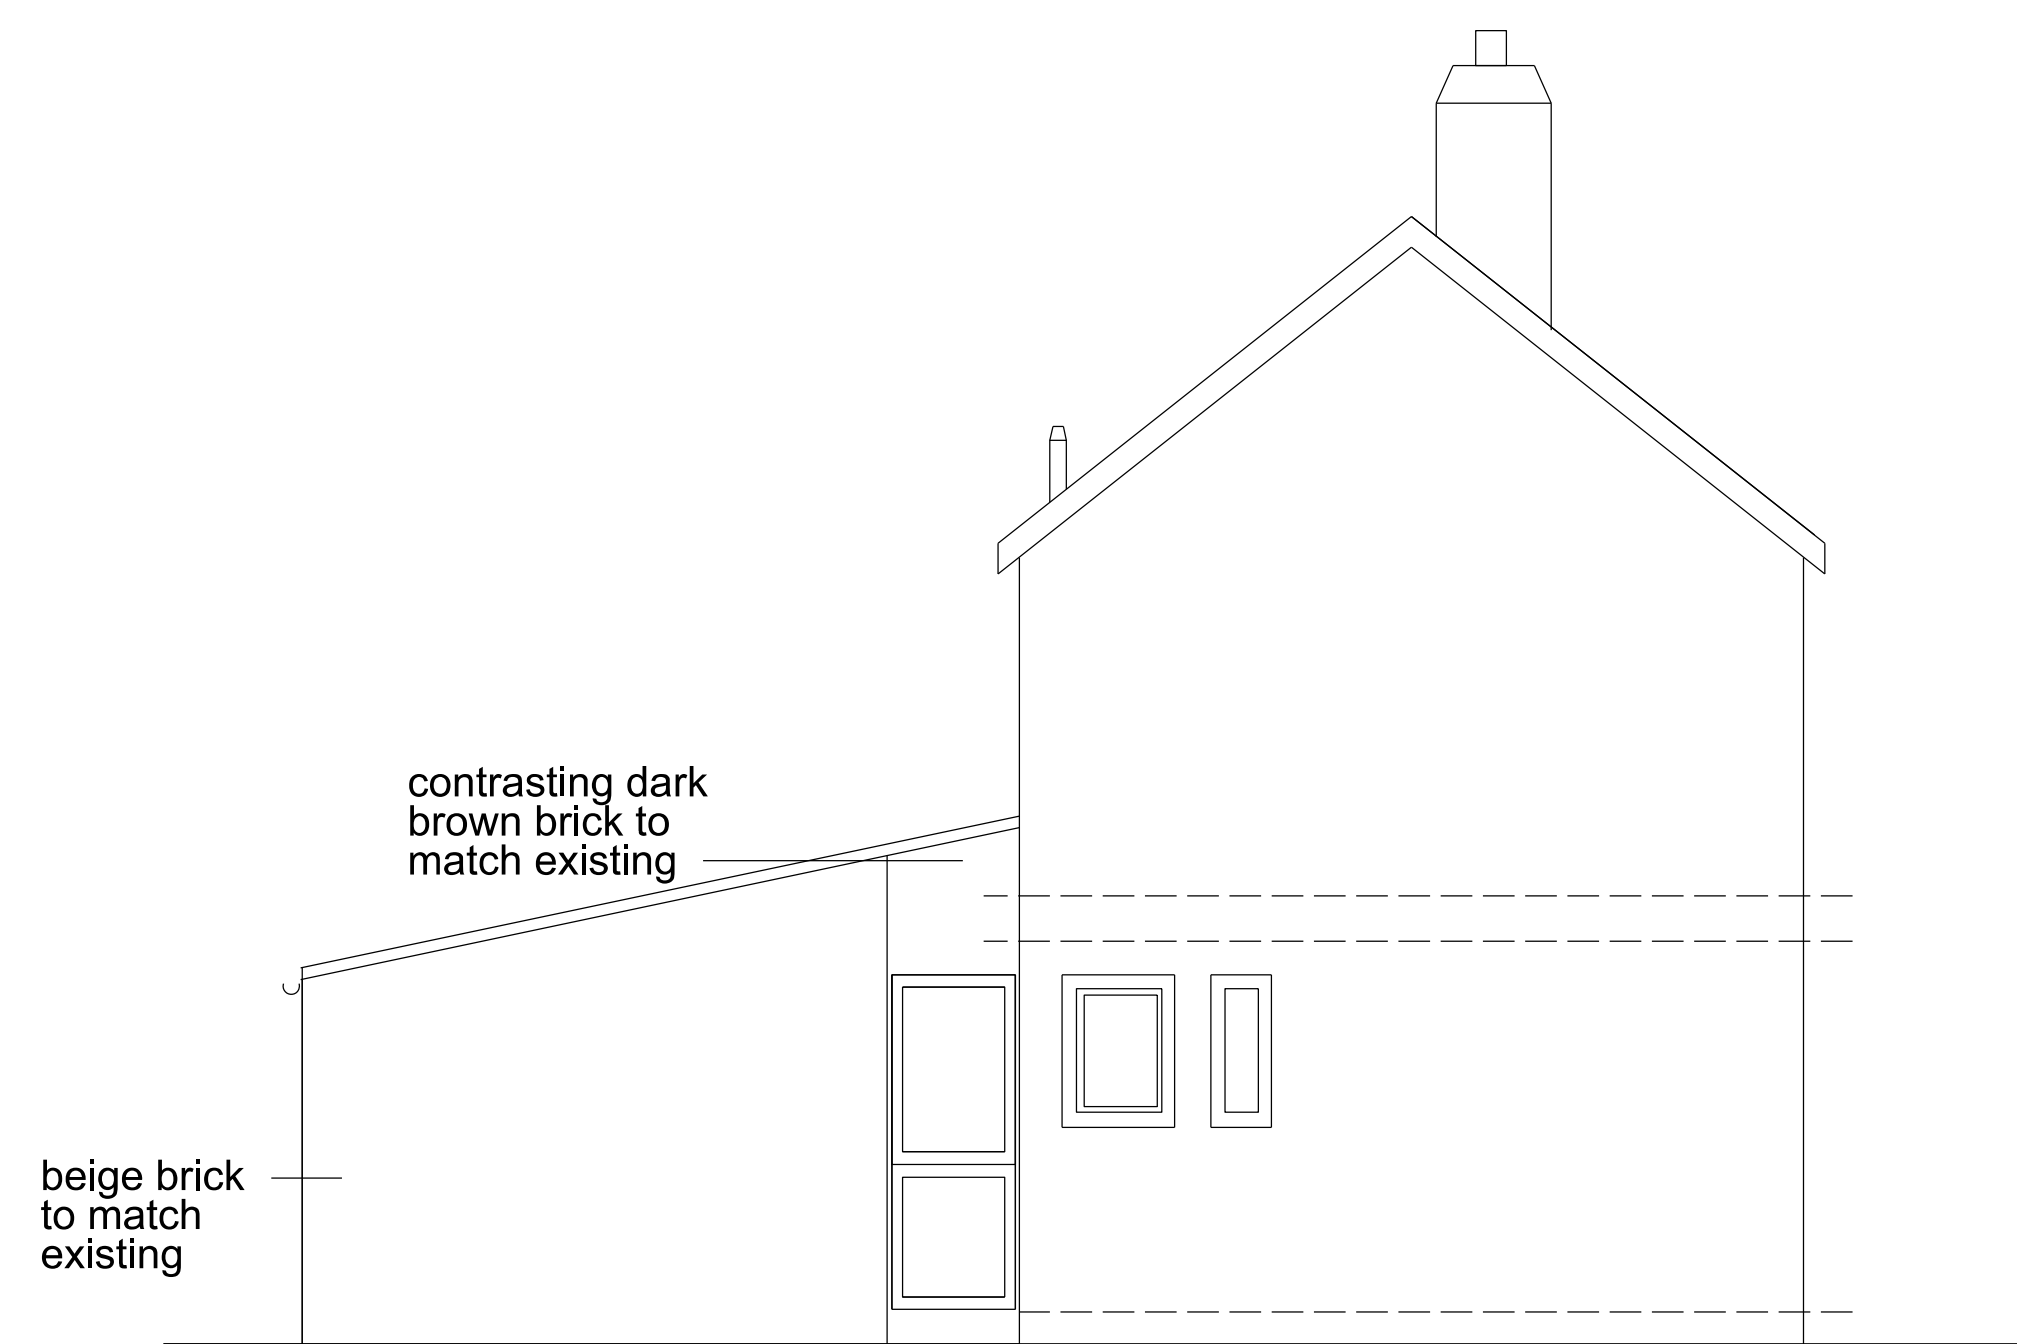 contrasting dark
brown brick to
match existing
beige brick
to match
existing